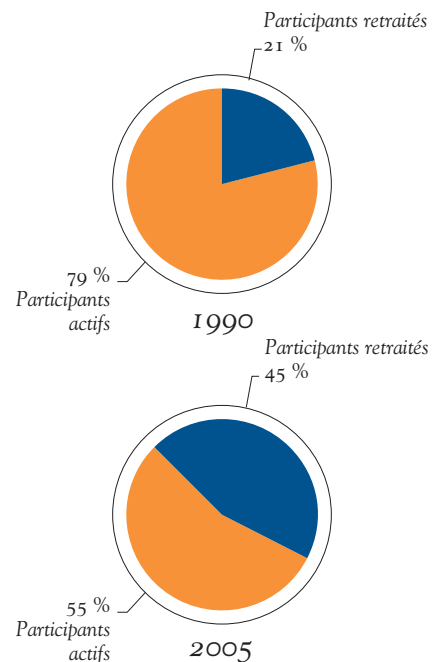 Participants retraités
21 %
79 %
Participants
actifs
1990
Participants retraités
45 %
55 %
Participants
actifs
2005